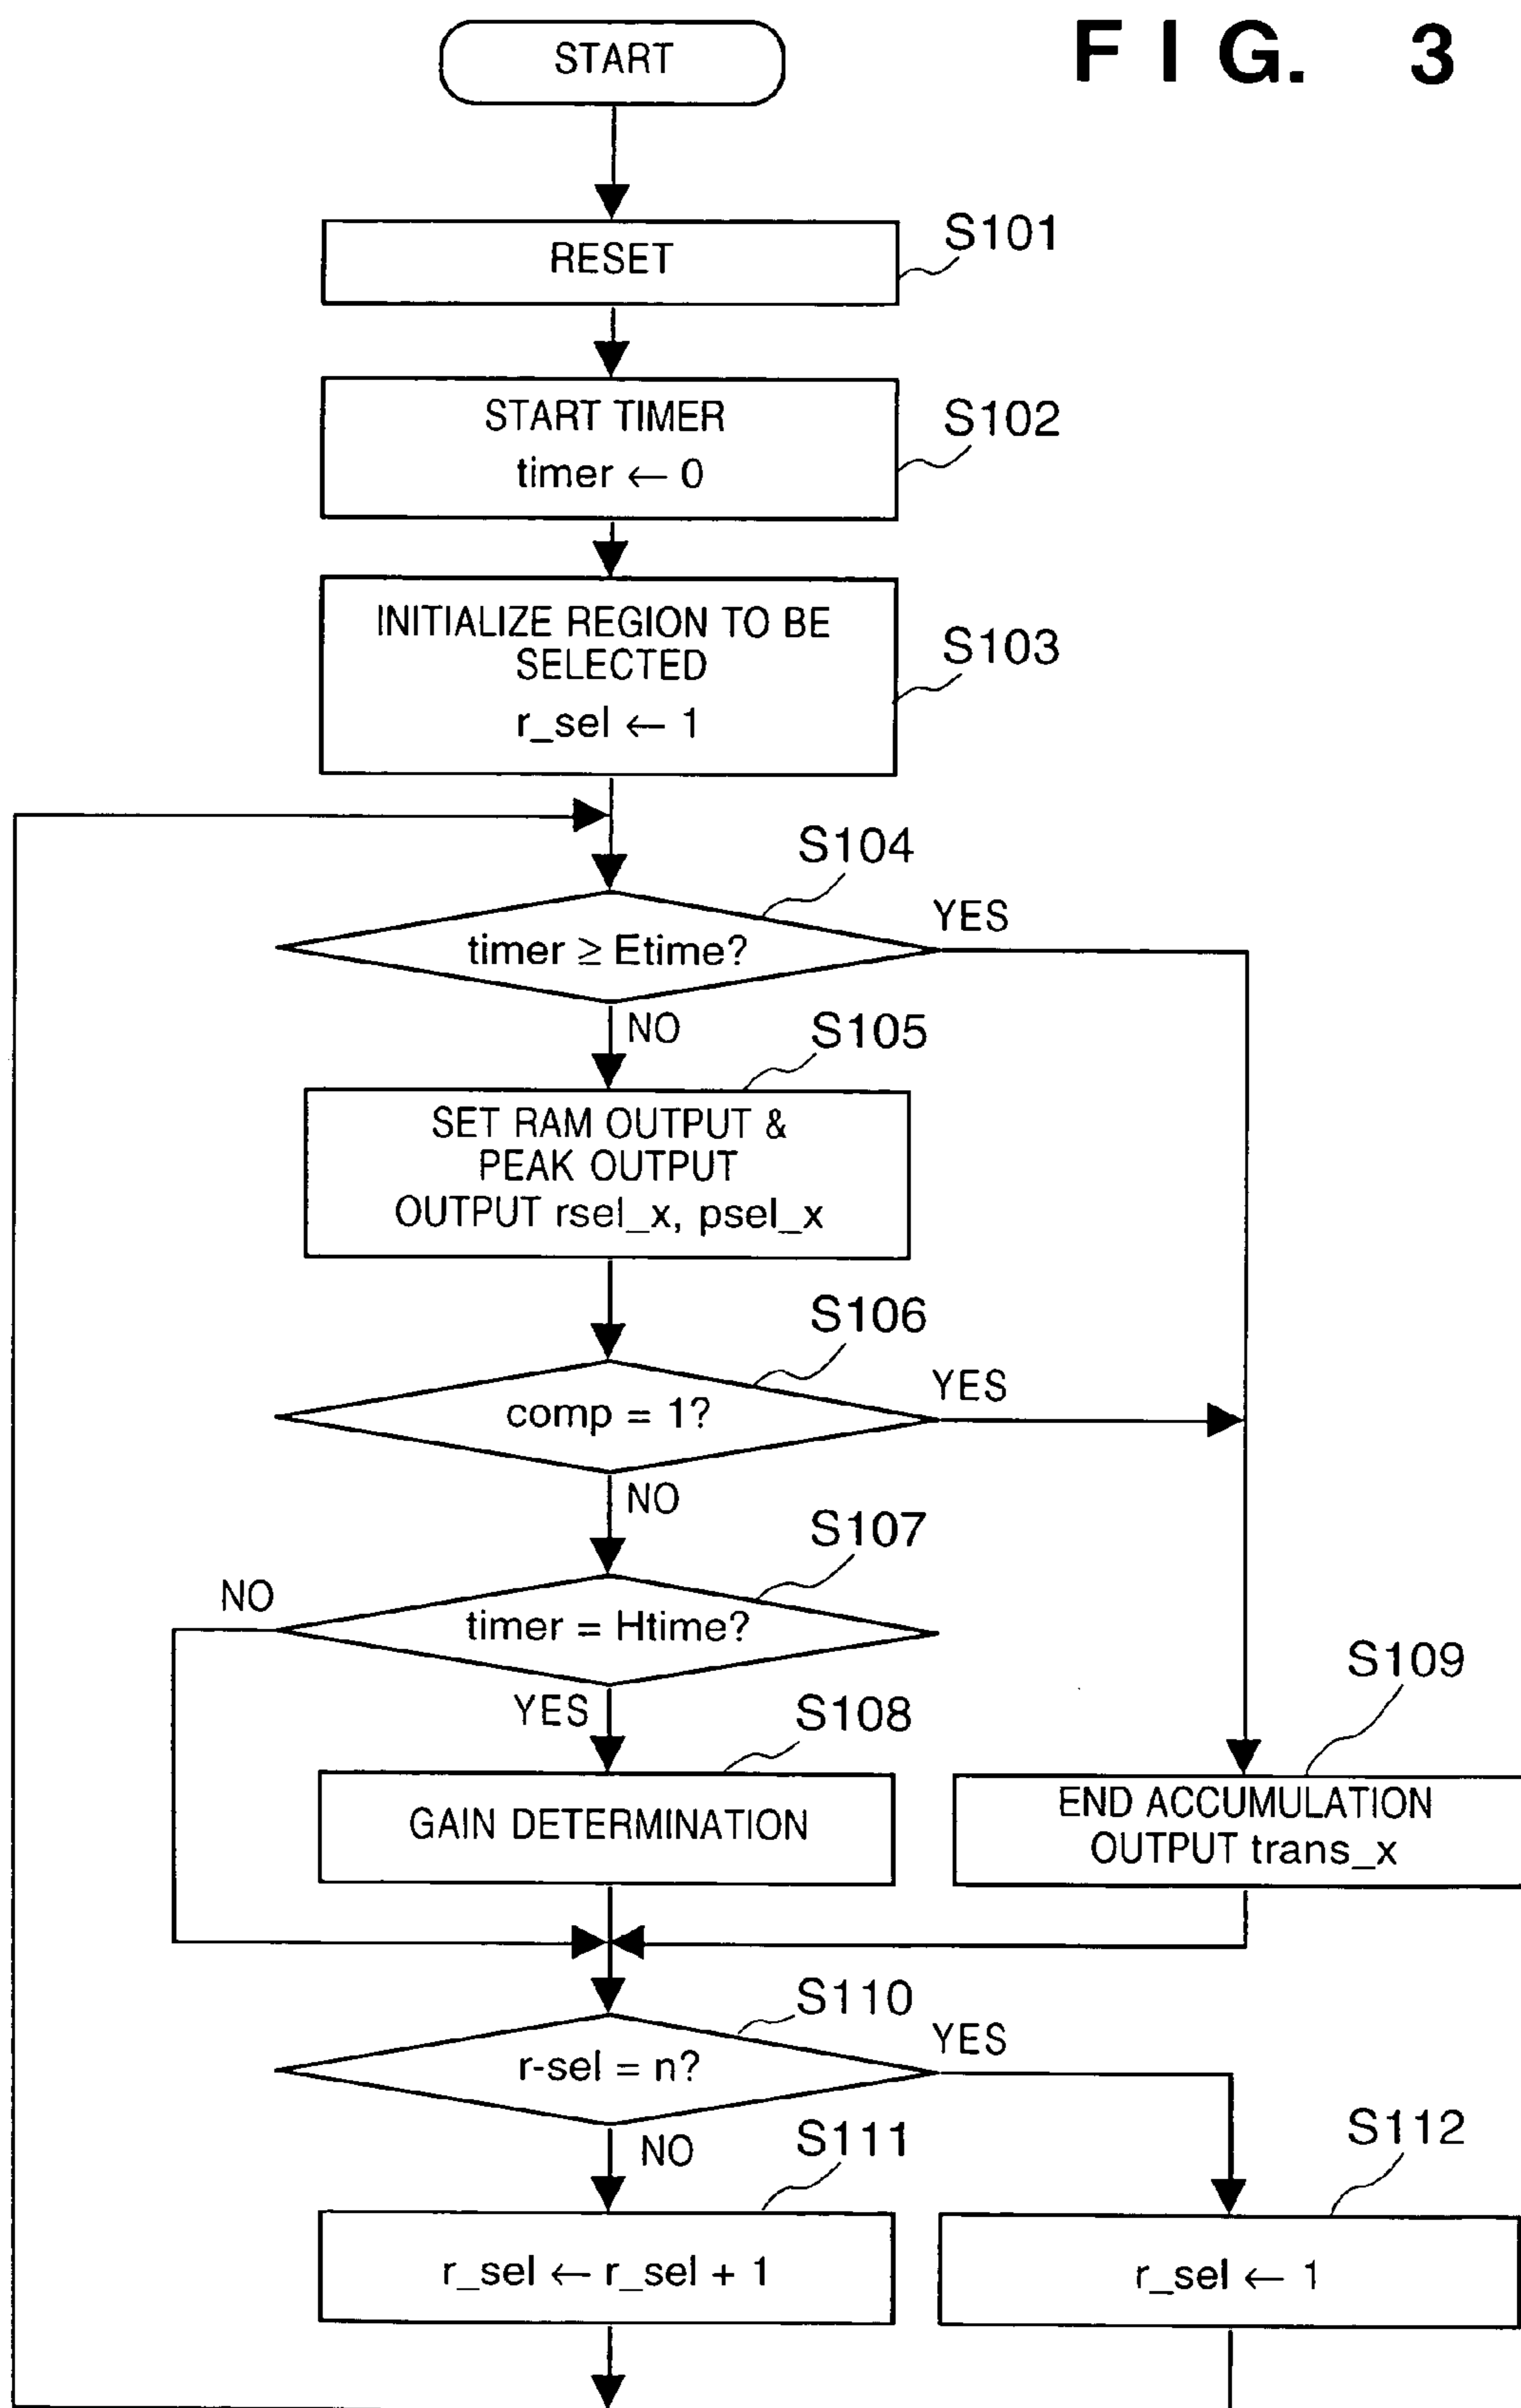 FIG. 3
START
RESET
S101
START TIMER
timer ← 0
S102
INITIALIZE REGION TO BE
SELECTED
r_sel ← 1
S103
S104
timer ≥ Etime?
YES
NO
S105
SET RAM OUTPUT &
PEAK OUTPUT
OUTPUT rsel_x, psel_x
S106
comp = 1?
YES
NO
S107
NO
timer = Htime?
YES
S108
GAIN DETERMINATION
S109
END ACCUMULATION
OUTPUT trans_x
S110
r-sel = n?
YES
NO
S111
r_sel ← r_sel + 1
S112
r_sel ← 1